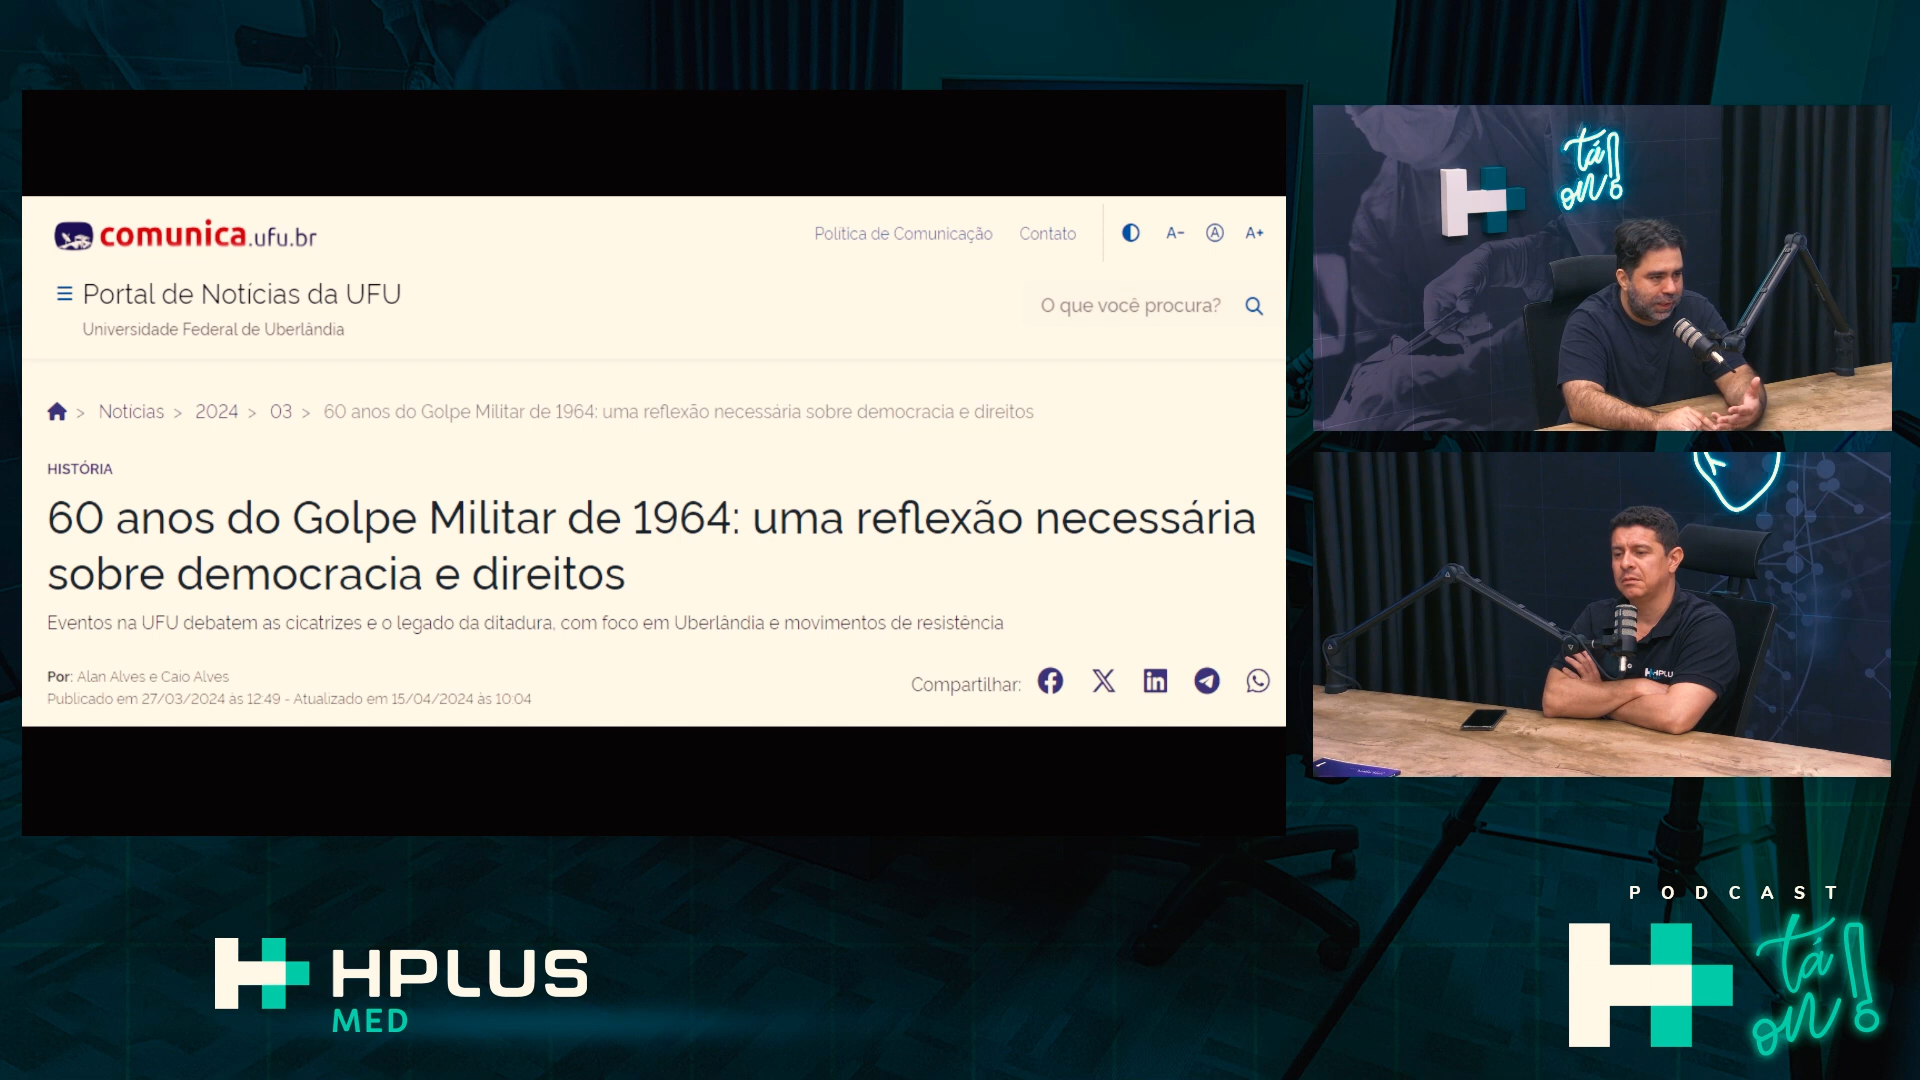 comunica.ufu.br
Política de Comunicação Contato A- A A+
Portal de Notícias da UFU
O que você procura?
Universidade Federal de Uberlândia
> Notícias > 2024 > 03 > 60 anos do Golpe Militar de 1964: uma reflexão necessária sobre democracia e direitos
HISTÓRIA
60 anos do Golpe Militar de 1964: uma reflexão necessária
sobre democracia e direitos
Eventos na UFU debatem as cicatrizes e o legado da ditadura, com foco em Uberlândia e movimentos de resistência
Por: Alan Alves e Caio Alves
Publicado em 27/03/2024 às 12:49 - Atualizado em 15/04/2024 às 10:04
Compartilhar:
tá
on!
HPLUS
HPLUS
MED
PODCAST
H
tá
on!